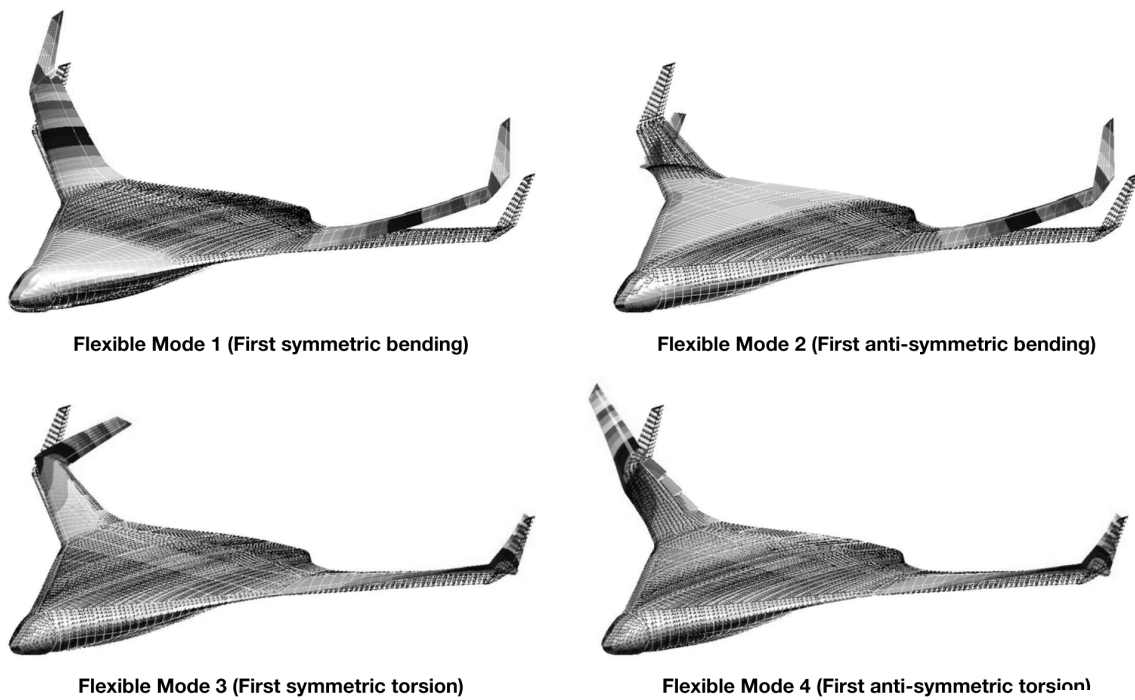 Flexible Mode 1 (First symmetric bending)
Flexible Mode 2 (First anti-symmetric bending)
Flexible Mode 3 (First symmetric torsion)
Flexible Mode 4 (First anti-symmetric torsion)